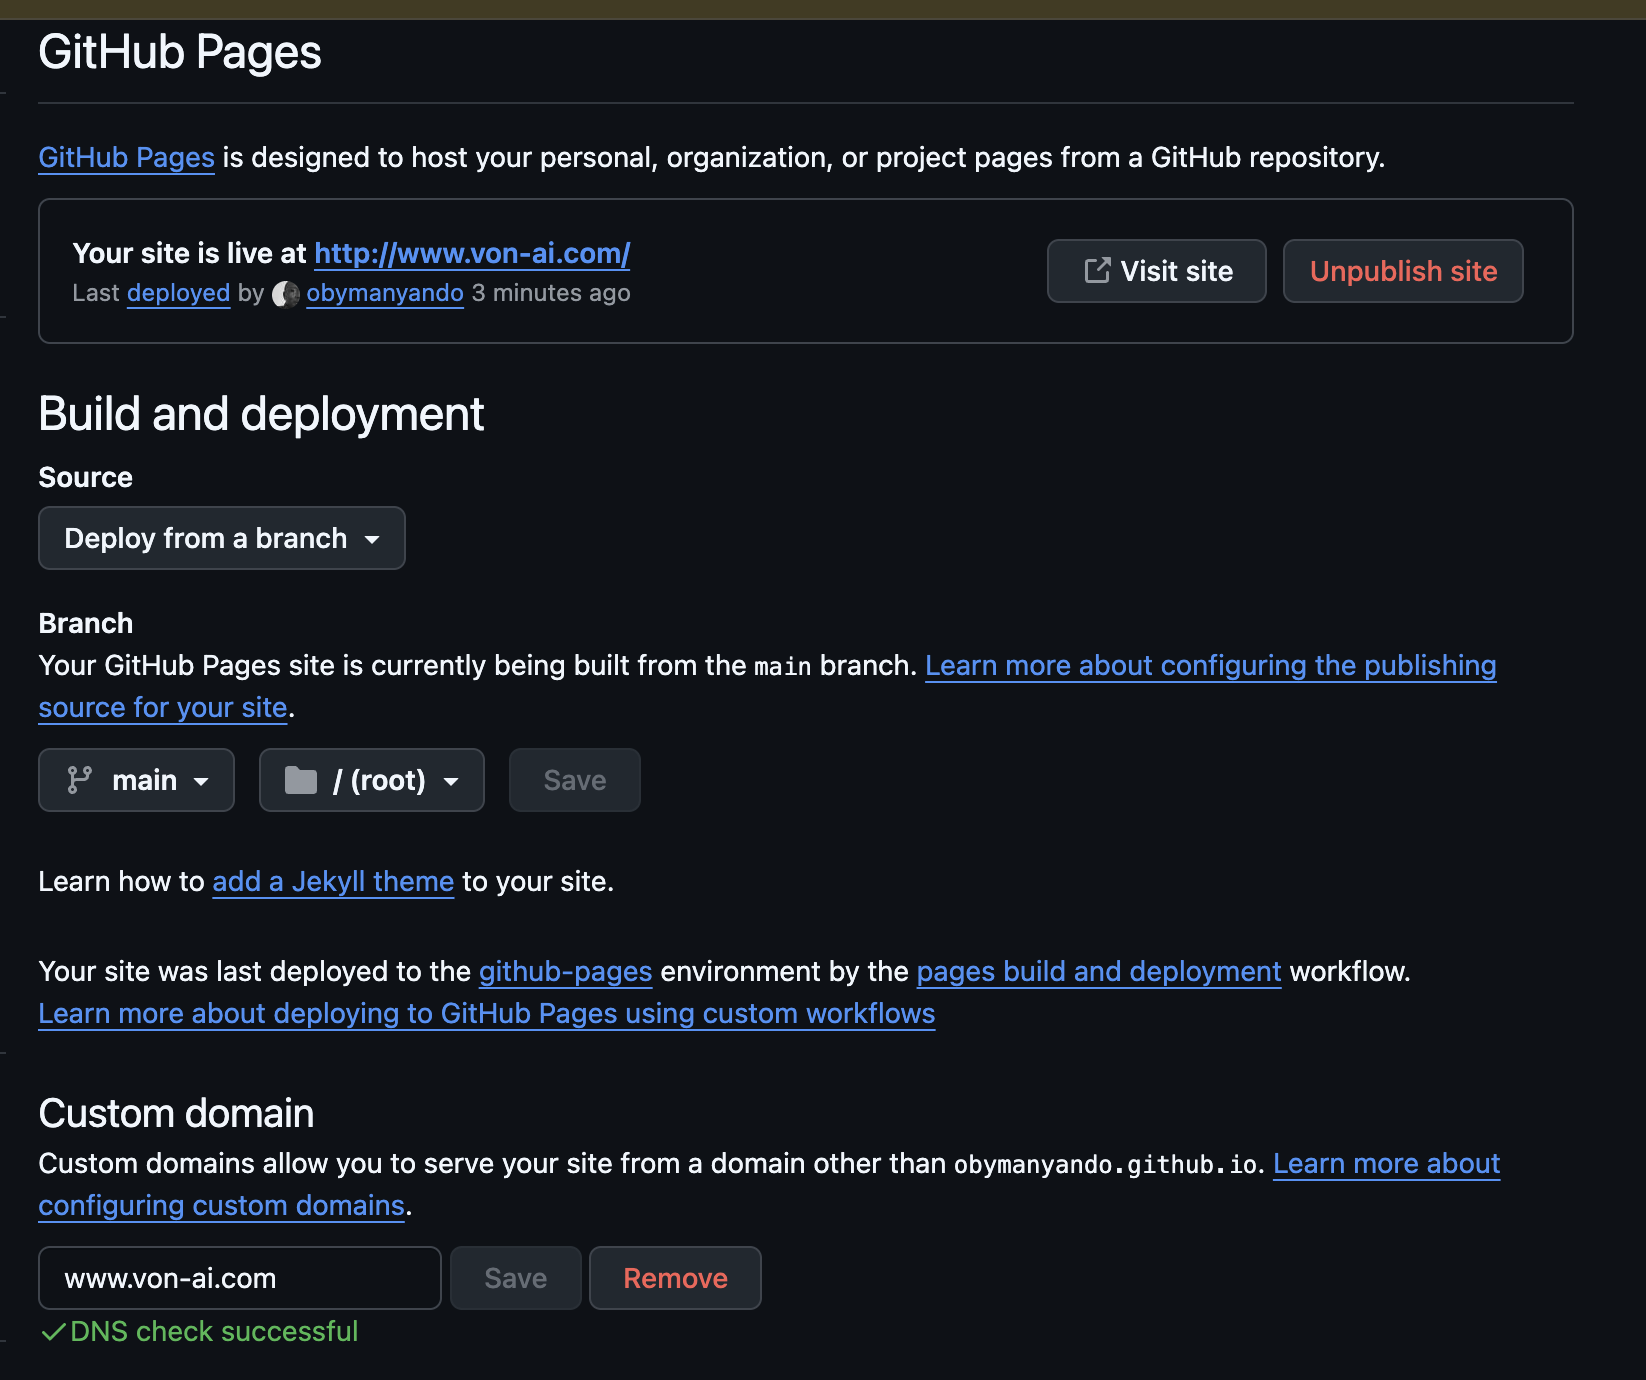 GitHub Pages
GitHub Pages is designed to host your personal, organization, or project pages from a GitHub repository.
Your site is live at http://www.von-ai.com/
Last deployed by obymanyando 3 minutes ago
Visit site
Unpublish site
Build and deployment
Source
Deploy from a branch
Branch
Your GitHub Pages site is currently being built from the main branch. Learn more about configuring the publishing
source for your site.
main
/ (root)
Save
Learn how to add a Jekyll theme to your site.
Your site was last deployed to the github-pages environment by the pages build and deployment workflow.
Learn more about deploying to GitHub Pages using custom workflows
Custom domain
Custom domains allow you to serve your site from a domain other than obymanyando.github.io. Learn more about
configuring custom domains.
www.von-ai.com
Save
Remove
DNS check successful